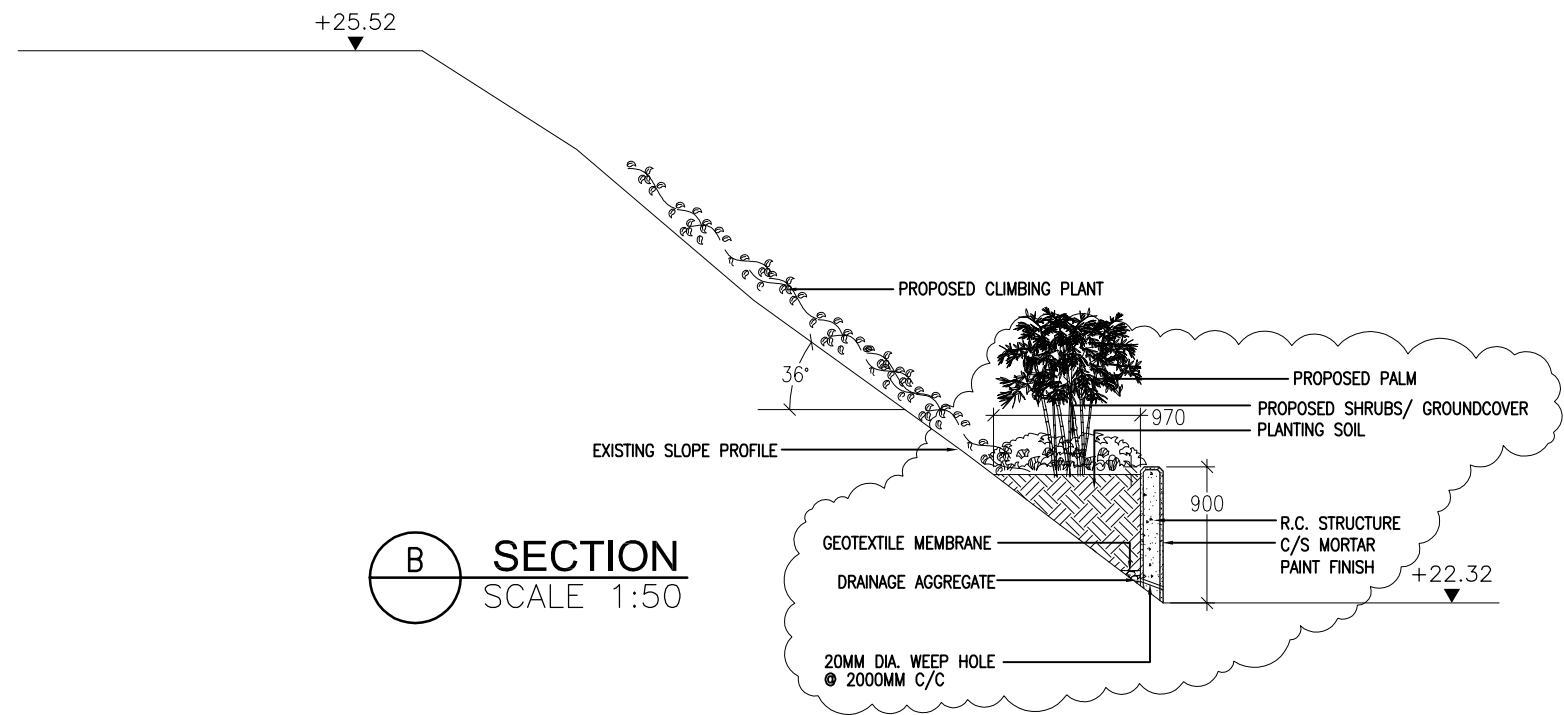 +25.52
PROPOSED CLIMBING PLANT
36°
PROPOSED PALM
970
PROPOSED SHRUBS/ GROUNDCOVER
PLANTING SOIL
EXISTING SLOPE PROFILE
900
R.C. STRUCTURE
C/S MORTAR
PAINT FINISH
GEOTEXTILE MEMBRANE
DRAINAGE AGGREGATE
+22.32
B
SECTION
SCALE 1:50
20MM DIA. WEEP HOLE
@ 2000MM C/C